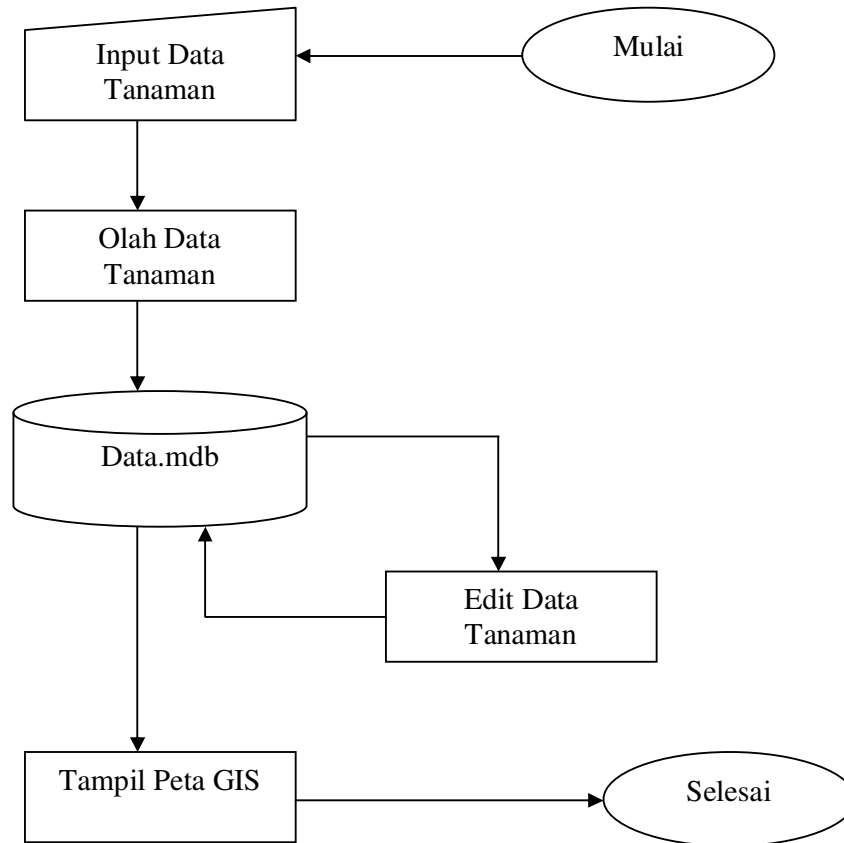 Mulai
Input Data
Tanaman
Olah Data
Tanaman
Data.mdb
Edit Data
Tanaman
Tampil Peta GIS
Selesai